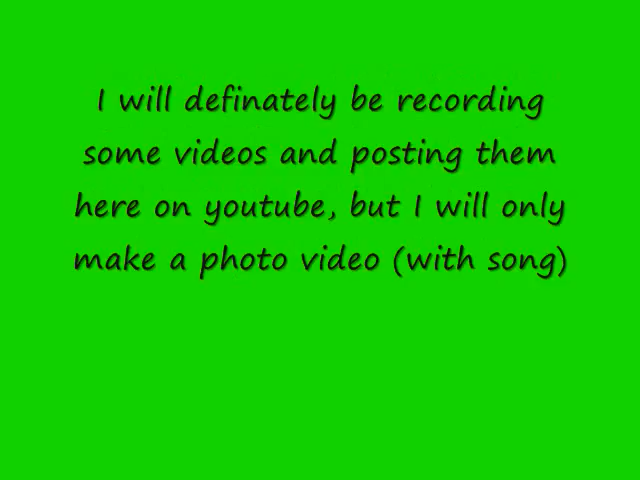 I will definately be recording
some videos and posting them
here on youtube, but I will only
make a photo video (with song)